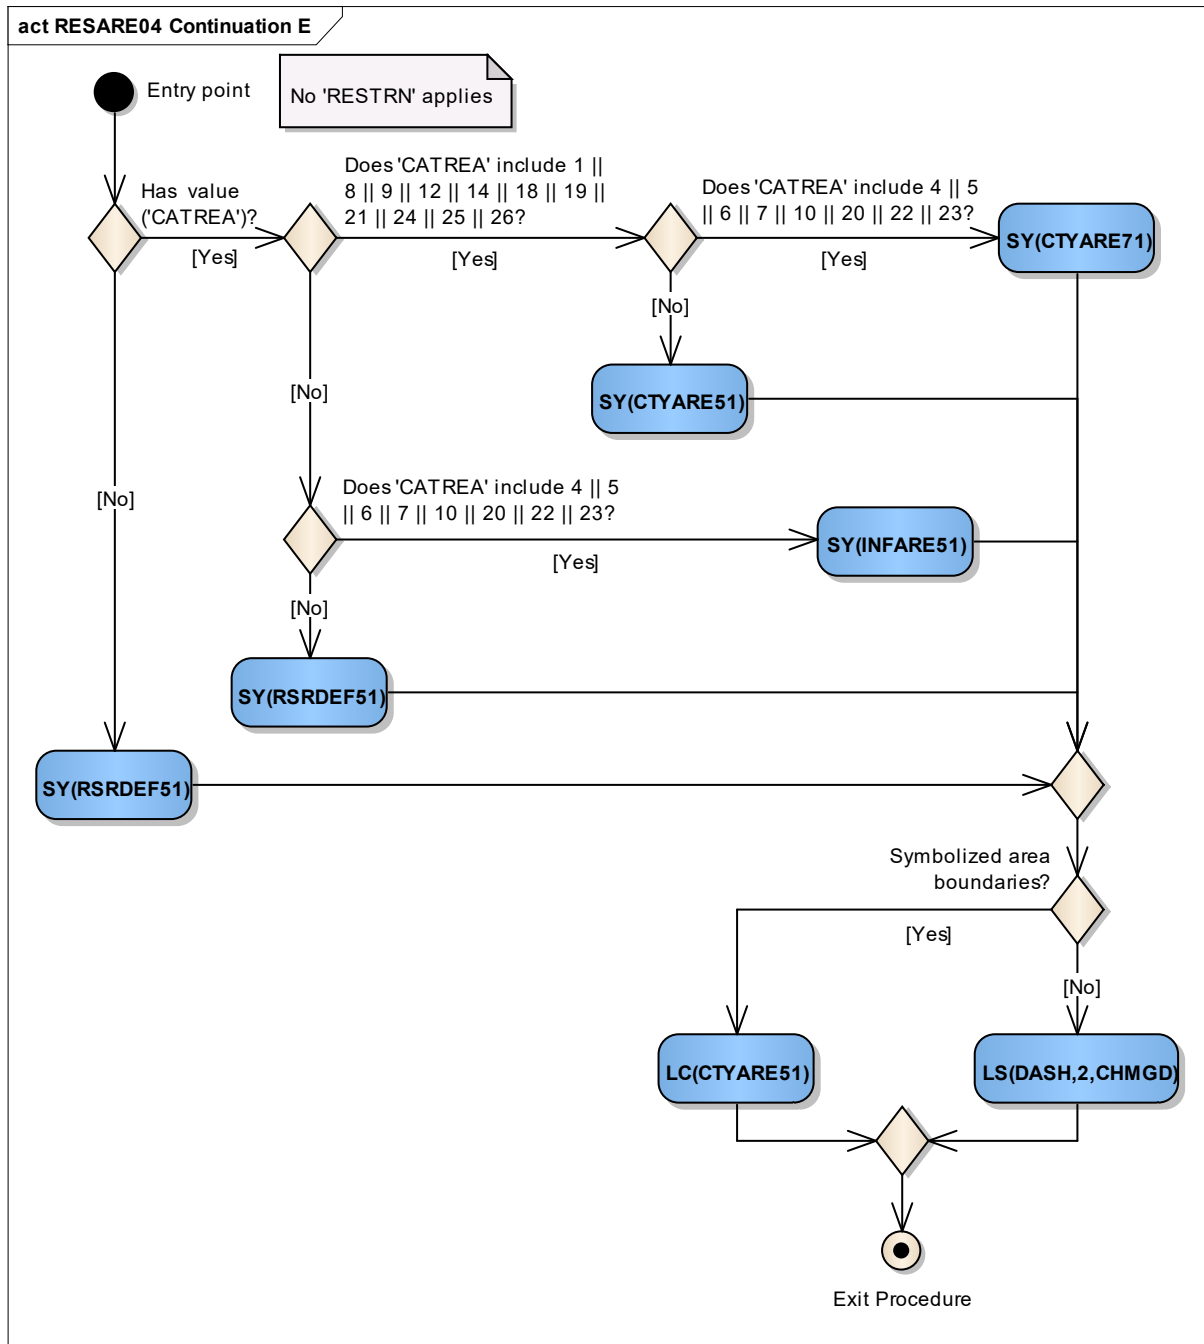 act RESARE04 Continuation E
Entry point
No 'RESTRN' applies
Has value
('CATREA')?
[Yes]
Does 'CATREA' include 1 ||
8 || 9 || 12 || 14 || 18 || 19 ||
21 || 24 || 25 || 26?
[Yes]
Does 'CATREA' include 4 || 5
|| 6 || 7 || 10 || 20 || 22 || 23?
[Yes]
SY(CTYARE71)
[No]
SY(CTYARE51)
[No]
[No]
Does 'CATREA' include 4 || 5
|| 6 || 7 || 10 || 20 || 22 || 23?
[Yes]
SY(INFARE51)
[No]
SY(RSRDEF51)
SY(RSRDEF51)
Symbolized area
boundaries?
[Yes]
[No]
LC(CTYARE51)
LS(DASH,2,CHMGD)
Exit Procedure